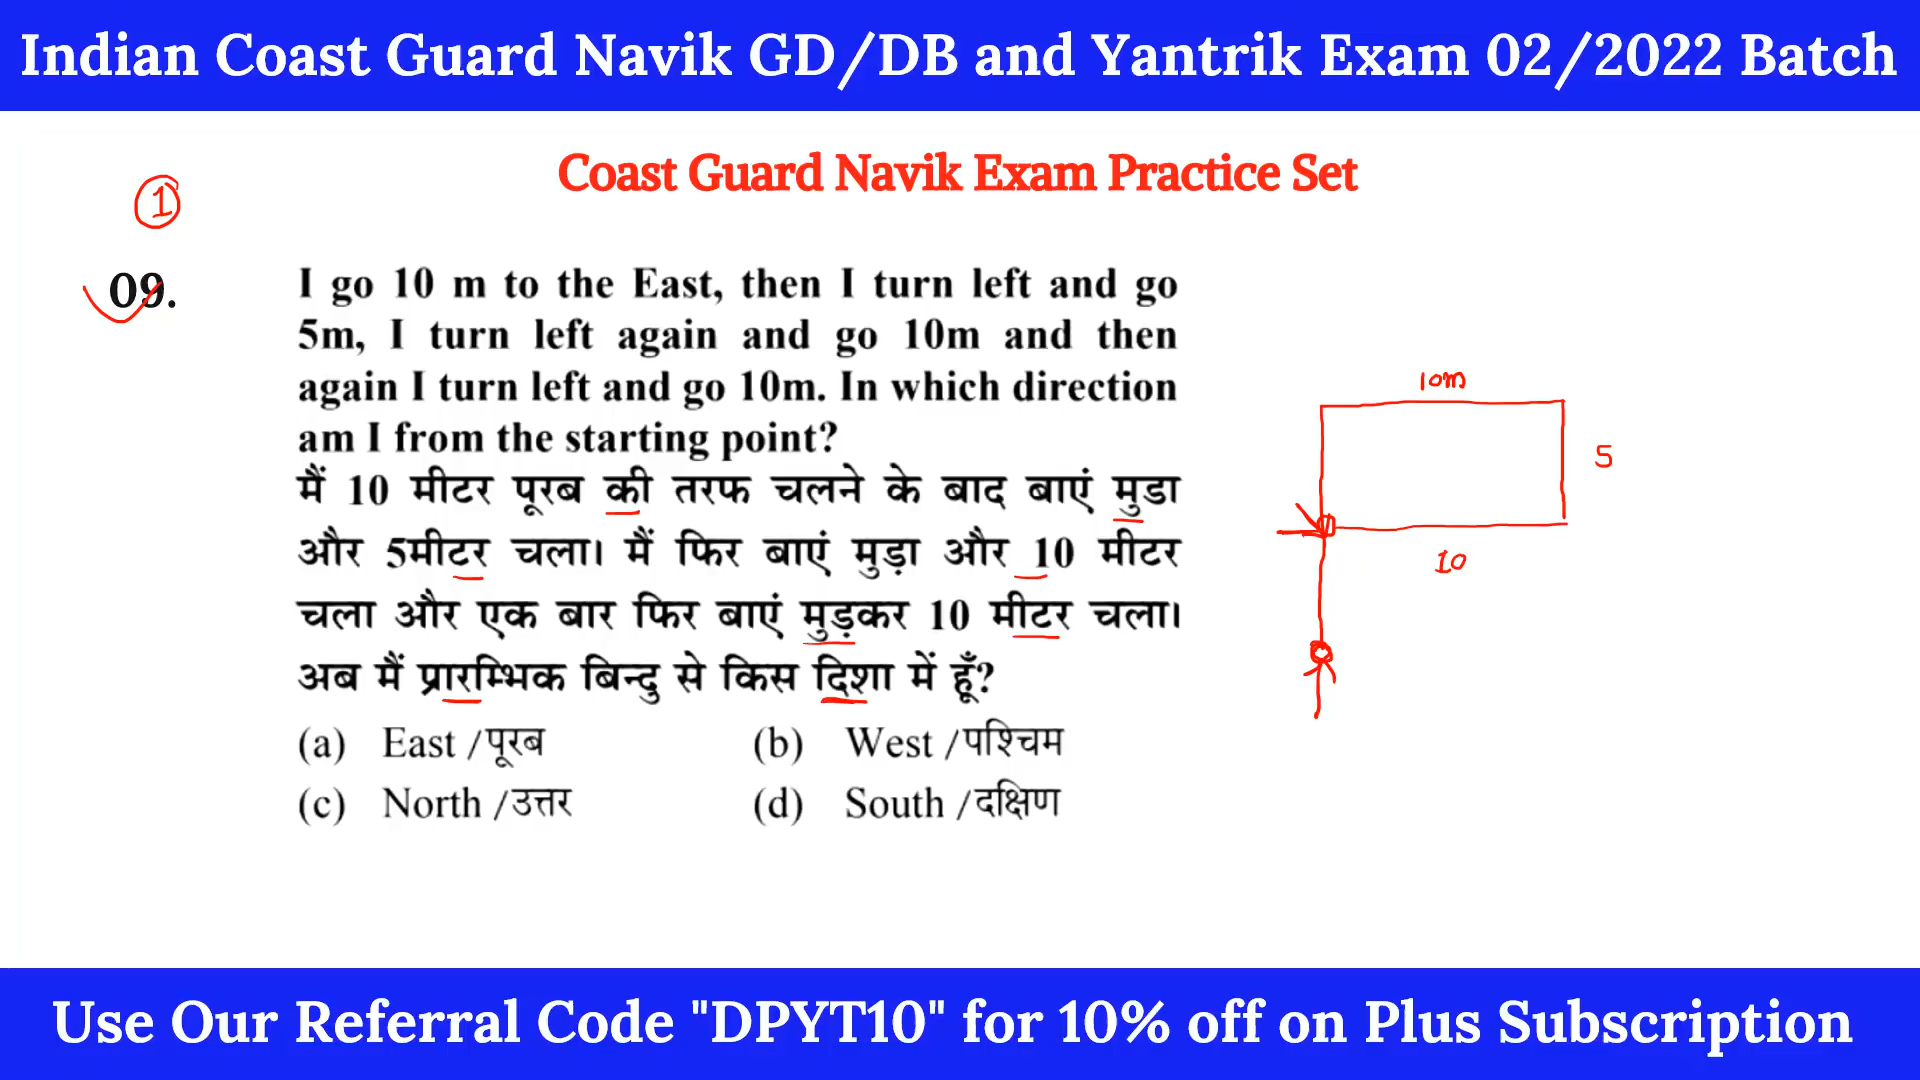 Indian Coast Guard Navik GD/DB and Yantrik Exam 02/2022 Batch
Coast Guard Navik Exam Practice Set
1
09.
I go 10 m to the East, then I turn left and go
5m, I turn left again and go 10m and then
again I turn left and go 10m. In which direction
am I from the starting point?
मैं 10 मीटर पूरब की तरफ चलने के बाद बाएं मुडा
और 5मीटर चला। मैं फिर बाएं मुड़ा और 10 मीटर
चला और एक बार फिर बाएं मुड़कर 10 मीटर चला।
अब मैं प्रारम्भिक बिन्दु से किस दिशा में हूँ?
(a) East /पूरब (b) West /पश्चिम
(c) North /उत्तर (d) South /दक्षिण
10m
5
10
Use Our Referral Code "DPYT10" for 10% off on Plus Subscription